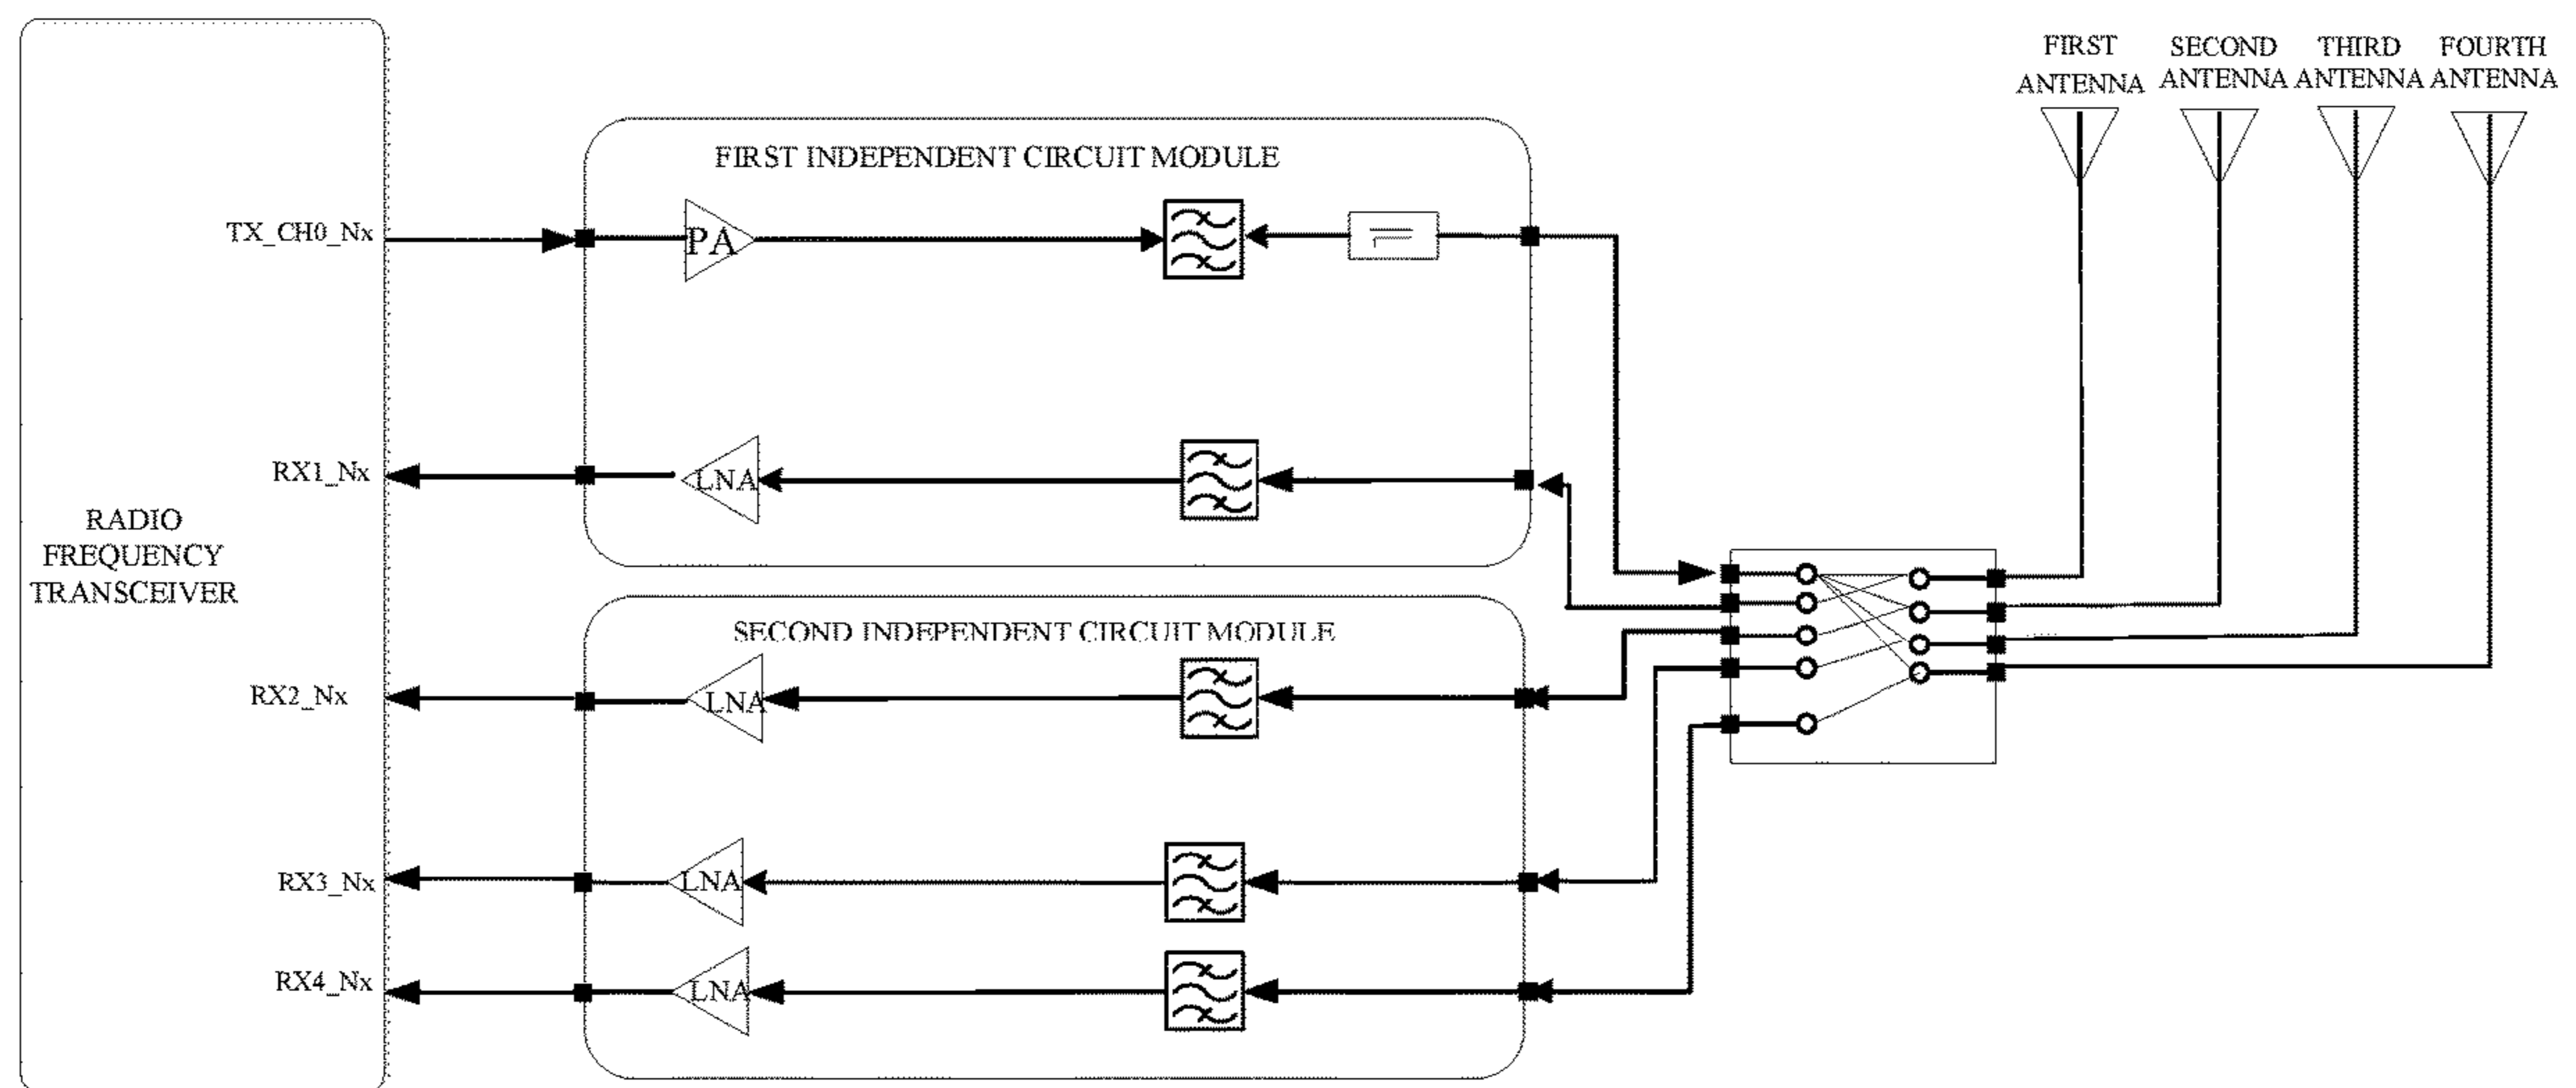 FIRST SECOND THIRD FOURTH
ANTENNA ANTENNA ANTENNA ANTENNA
FIRST INDEPENDENT CIRCUIT MODULE
TX_CH0_Nx
PA
RX1_Nx
LNA
RADIO
FREQUENCY
TRANSCEIVER
SECOND INDEPENDENT CIRCUIT MODULE
RX2_Nx
LNA
RX3_Nx
LNA
RX4_Nx
LNA